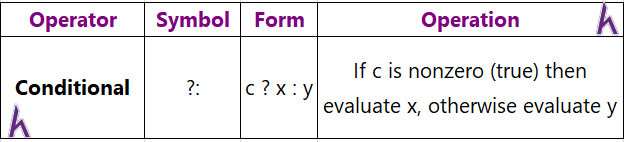 Operator Symbol Form Operation
Conditional ?: c ? x : y If c is nonzero (true) then
evaluate x, otherwise evaluate y